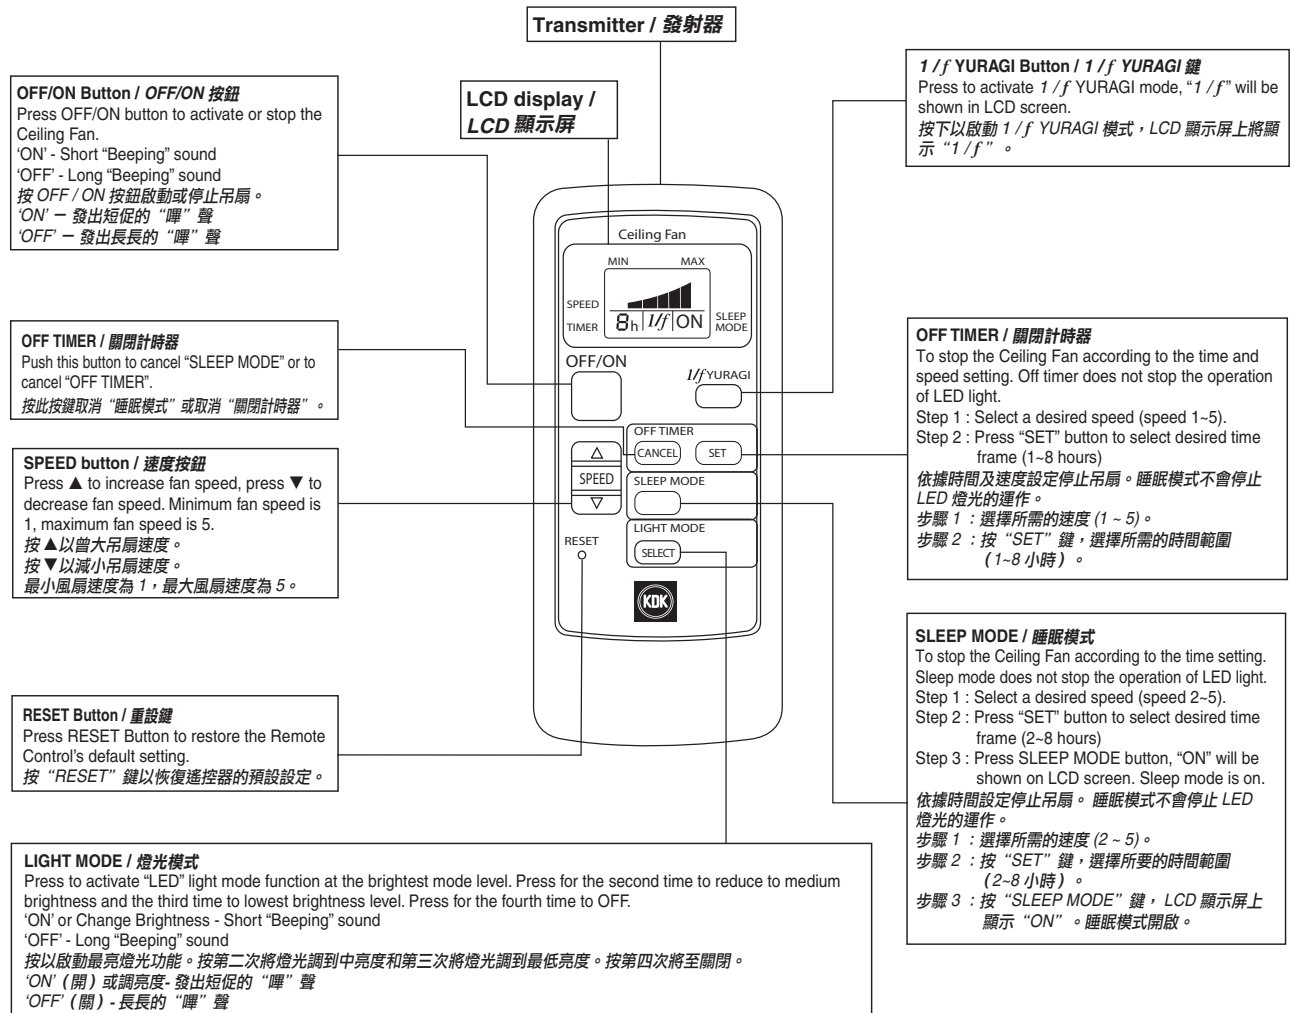 Transmitter / 發射器
LCD display /
LCD 顯示屏
OFF/ON Button / OFF/ON 按鈕
Press OFF/ON button to activate or stop the
Ceiling Fan.
‘ON’ - Short “Beeping” sound
‘OFF’ - Long “Beeping” sound
按 OFF / ON 按鈕啟動或停止吊扇。
‘ON’ － 發出短促的“嗶”聲
‘OFF’ － 發出長長的“嗶”聲
OFF TIMER / 關閉計時器
Push this button to cancel “SLEEP MODE” or to
cancel “OFF TIMER”.
按此按鍵取消“睡眠模式”或取消“關閉計時器”。
SPEED button / 速度按鈕
Press ▲ to increase fan speed, press ▼ to
decrease fan speed. Minimum fan speed is
1, maximum fan speed is 5.
按 ▲以曾大吊扇速度。
按 ▼以減小吊扇速度。
最小風扇速度為 1，最大風扇速度為 5。
RESET Button / 重設鍵
Press RESET Button to restore the Remote
Control’s default setting.
按“RESET”鍵以恢復遙控器的預設設定。
Ceiling Fan
MIN MAX
SPEED
TIMER 8h 1/f ON SLEEP
MODE
OFF/ON
1/f YURAGI
OFF TIMER
CANCEL SET
SPEED
SLEEP MODE
LIGHT MODE
SELECT
RESET
KDK
1 / f YURAGI Button / 1 / f YURAGI 鍵
Press to activate 1 / f YURAGI mode, “1 / f” will be
shown in LCD screen.
按下以啟動 1 / f YURAGI 模式，LCD 顯示屏上將顯
示“1 / f”。
OFF TIMER / 關閉計時器
To stop the Ceiling Fan according to the time and
speed setting. Off timer does not stop the operation
of LED light.
Step 1 : Select a desired speed (speed 1~5).
Step 2 : Press “SET” button to select desired time
frame (1~8 hours)
依據時間及速度設定停止吊扇。睡眠模式不會停止
LED 燈光的運作。
步驟 1 ：選擇所需的速度 (1 ~ 5)。
步驟 2 ：按“SET”鍵，選擇所需的時間範圍
（1~8 小時）。
SLEEP MODE / 睡眠模式
To stop the Ceiling Fan according to the time setting.
Sleep mode does not stop the operation of LED light.
Step 1 : Select a desired speed (speed 2~5).
Step 2 : Press “SET” button to select desired time
frame (2~8 hours)
Step 3 : Press SLEEP MODE button, “ON” will be
shown on LCD screen. Sleep mode is on.
依據時間設定停止吊扇。 睡眠模式不會停止 LED
燈光的運作。
步驟 1 ：選擇所需的速度 (2 ~ 5)。
步驟 2 ：按“SET”鍵，選擇所要的時間範圍
（2~8 小時）。
步驟 3 ：按“SLEEP MODE”鍵， LCD 顯示屏上
顯示“ON”。睡眠模式開啟。
LIGHT MODE / 燈光模式
Press to activate “LED” light mode function at the brightest mode level. Press for the second time to reduce to medium
brightness and the third time to lowest brightness level. Press for the fourth time to OFF.
‘ON’ or Change Brightness - Short “Beeping” sound
‘OFF’ - Long “Beeping” sound
按以啟動最亮燈光功能。按第二次將燈光調到中亮度和第三次將燈光調到最低亮度。按第四次將至關閉。
‘ON’（開）或調亮度- 發出短促的“嗶”聲
‘OFF’（關）- 長長的“嗶”聲